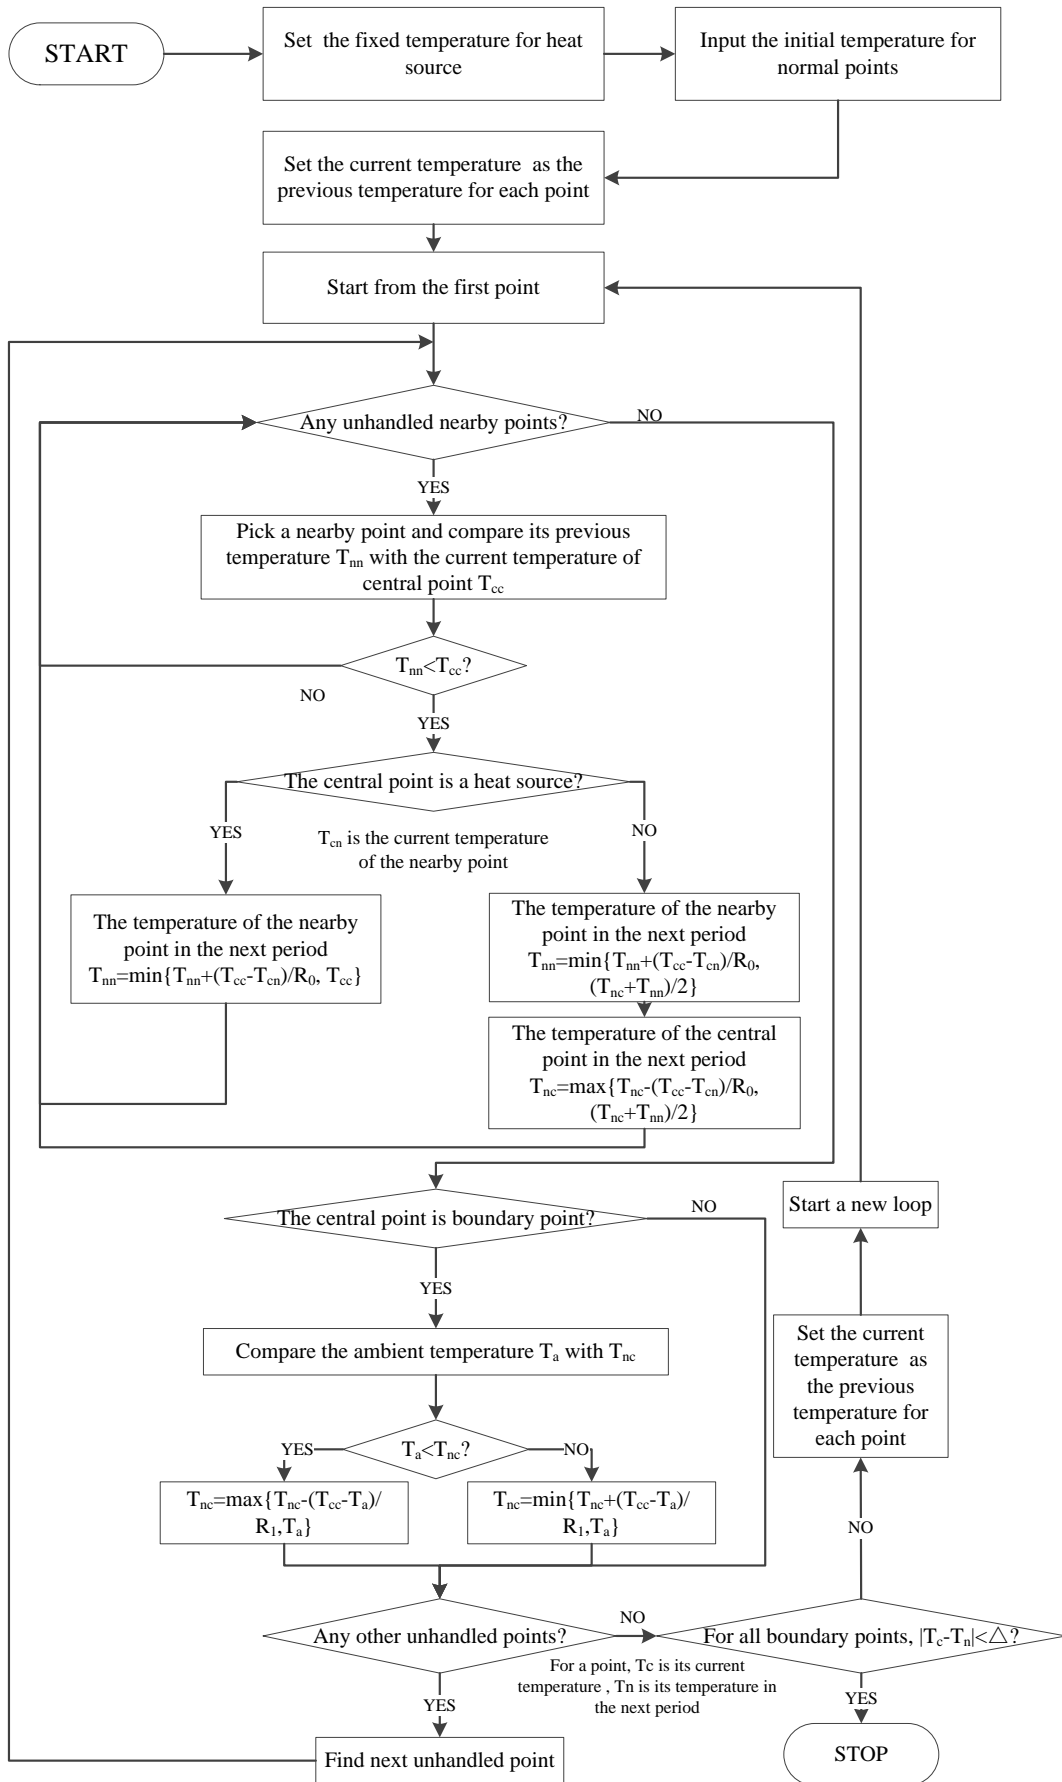 START
Set the fixed temperature for heat
source
Input the initial temperature for
normal points
Set the current temperature as the
previous temperature for each point
Start from the first point
Any unhandled nearby points?
NO
YES
Pick a nearby point and compare its previous
temperature Tnn with the current temperature of
central point Tcc
Tnn<Tcc?
NO
YES
The central point is a heat source?
YES
NO
Tcn is the current temperature
of the nearby point
The temperature of the nearby
point in the next period
Tnn=min{Tnn+(Tcc-Tcn)/R0, Tcc}
The temperature of the nearby
point in the next period
Tnn=min{Tnn+(Tcc-Tcn)/R0,
(Tnc+Tnn)/2}
The temperature of the central
point in the next period
Tnc=max{Tnc-(Tcc-Tcn)/R0,
(Tnc+Tnn)/2}
The central point is boundary point?
NO
YES
Start a new loop
Compare the ambient temperature Ta with Tnc
Set the current
temperature as
the previous
temperature for
each point
Ta<Tnc?
YES
NO
Tnc=max{Tnc-(Tcc-Ta)/
R1,Ta}
Tnc=min{Tnc+(Tcc-Ta)/
R1,Ta}
NO
Any other unhandled points?
NO
For all boundary points, |Tc-Tn|<△?
For a point, Tc is its current
temperature , Tn is its temperature in
the next period
YES
YES
Find next unhandled point
STOP